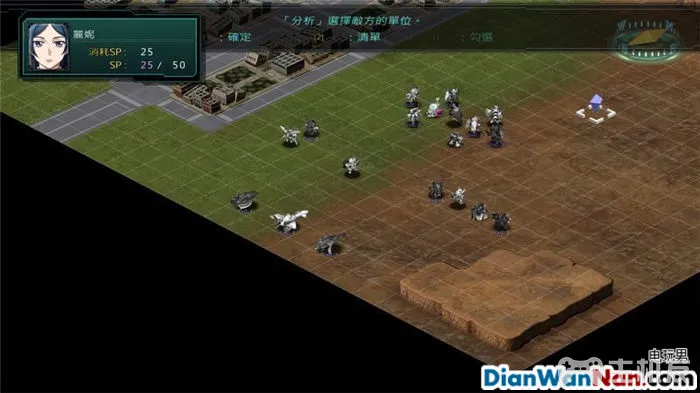 「分析」選擇敵方的單位。
麗妮
消耗SP: 25
SP: 25 / 50
: 確定
[2] : 清單
: 勾選
电玩男
DianWanNan.com